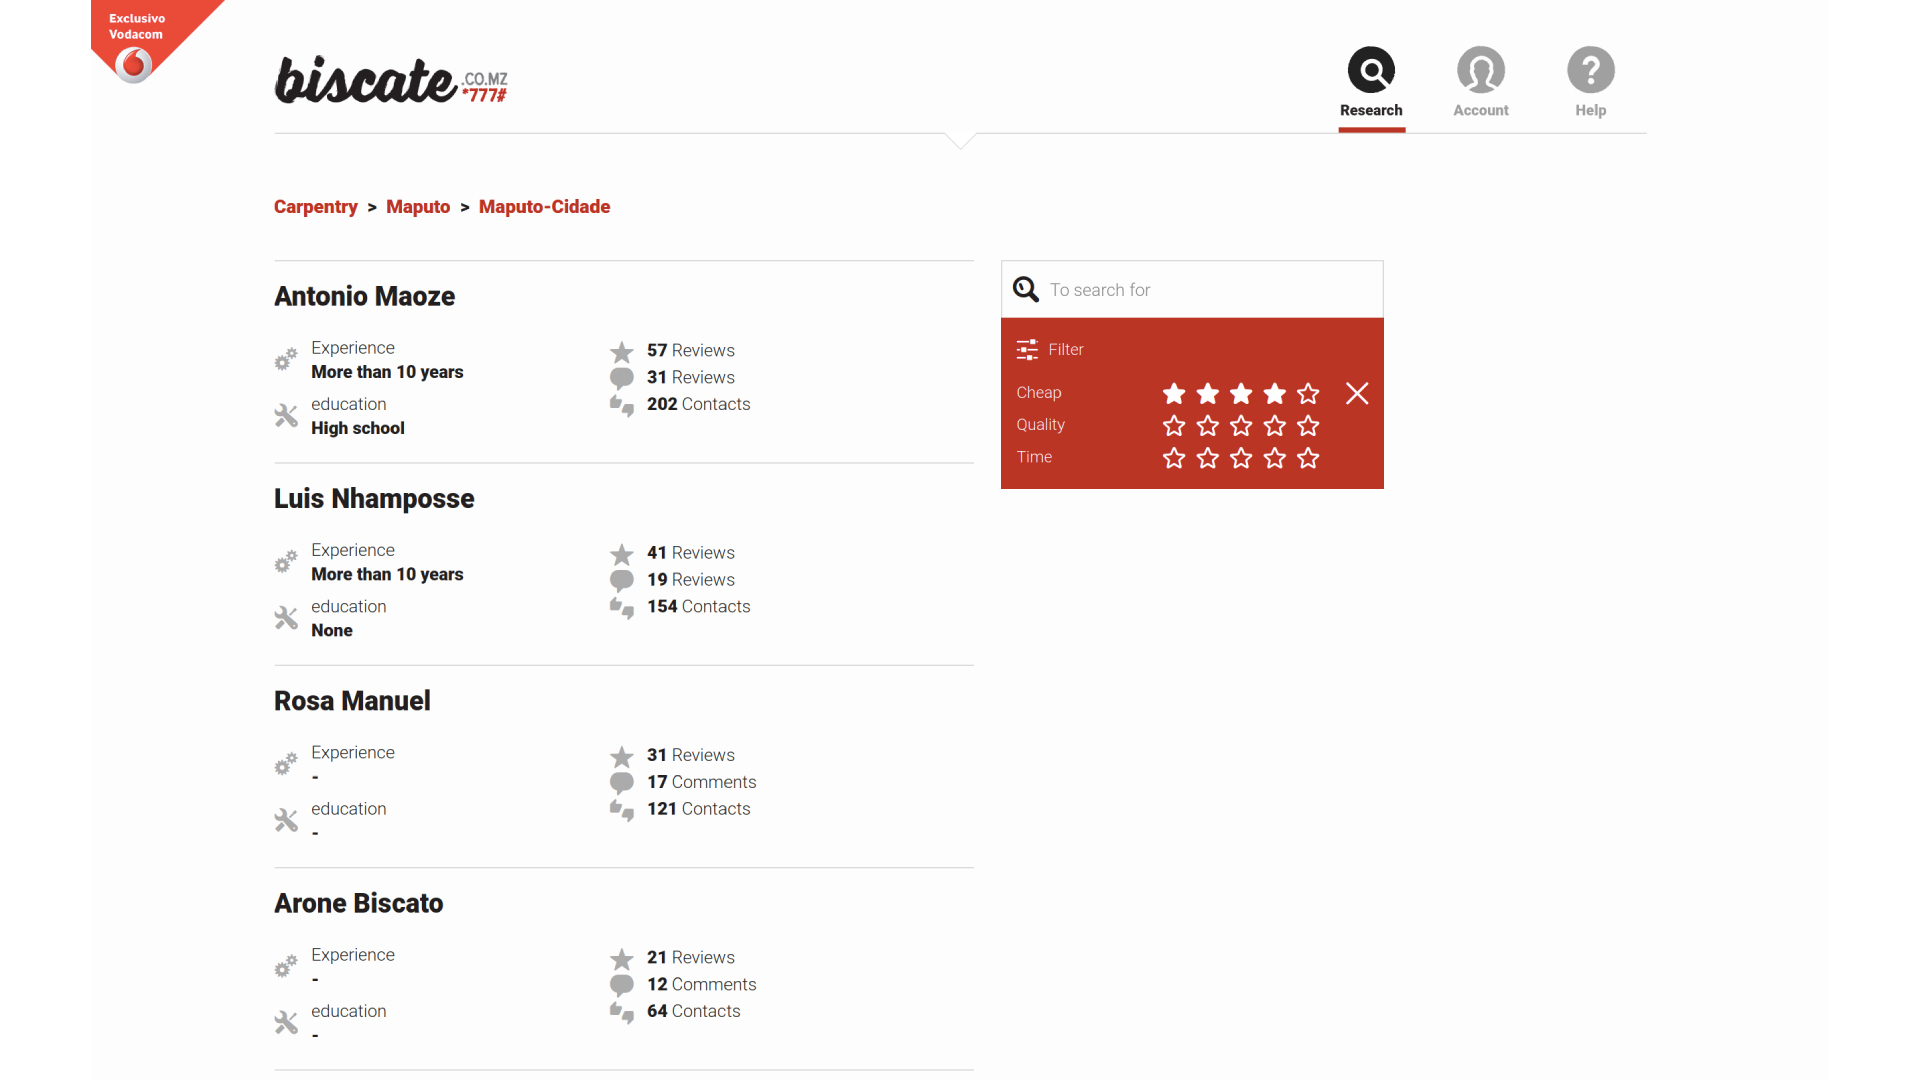 Exclusivo
Vodacom
biscate.CO.MZ
*777#
Research
Account
Help
Carpentry > Maputo > Maputo-Cidade
Antonio Maoze
Experience
More than 10 years
education
High school
57 Reviews
31 Reviews
202 Contacts
To search for
Filter
Cheap
Quality
Time
Luis Nhamposse
Experience
More than 10 years
education
None
41 Reviews
19 Reviews
154 Contacts
Rosa Manuel
Experience
-
education
-
31 Reviews
17 Comments
121 Contacts
Arone Biscato
Experience
-
education
-
21 Reviews
12 Comments
64 Contacts